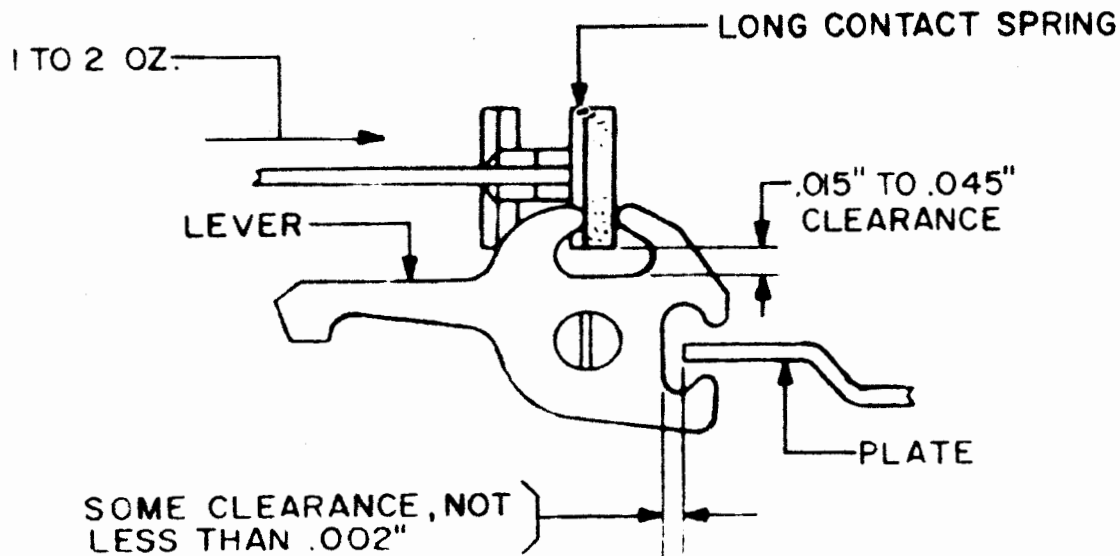 LONG CONTACT SPRING
1 TO 2 OZ.
.015" TO .045"
CLEARANCE
LEVER
PLATE
SOME CLEARANCE, NOT
LESS THAN .002"